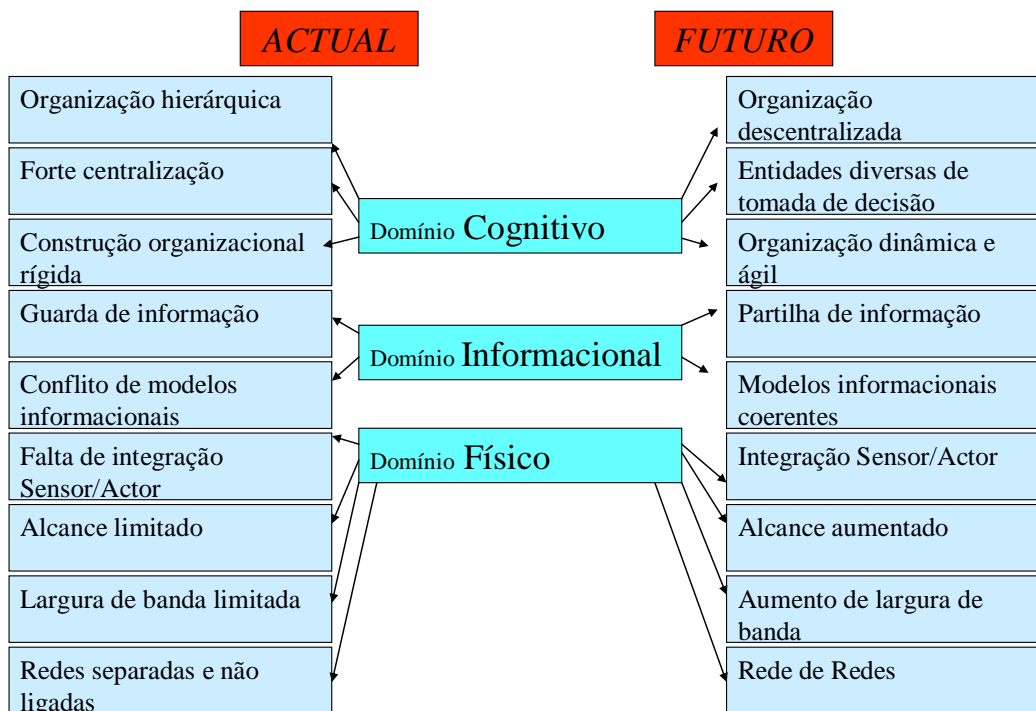 ACTUAL
FUTURO
Organização hierárquica
Forte centralização
Construção organizacional
rígida
Guarda de informação
Conflito de modelos
informacionais
Falta de integração
Sensor/Actor
Alcance limitado
Largura de banda limitada
Redes separadas e não
ligadas
Domínio Cognitivo
Domínio Informacional
Domínio Físico
Organização
descentralizada
Entidades diversas de
tomada de decisão
Organização dinâmica e
ágil
Partilha de informação
Modelos informacionais
coerentes
Integração Sensor/Actor
Alcance aumentado
Aumento de largura de
banda
Rede de Redes